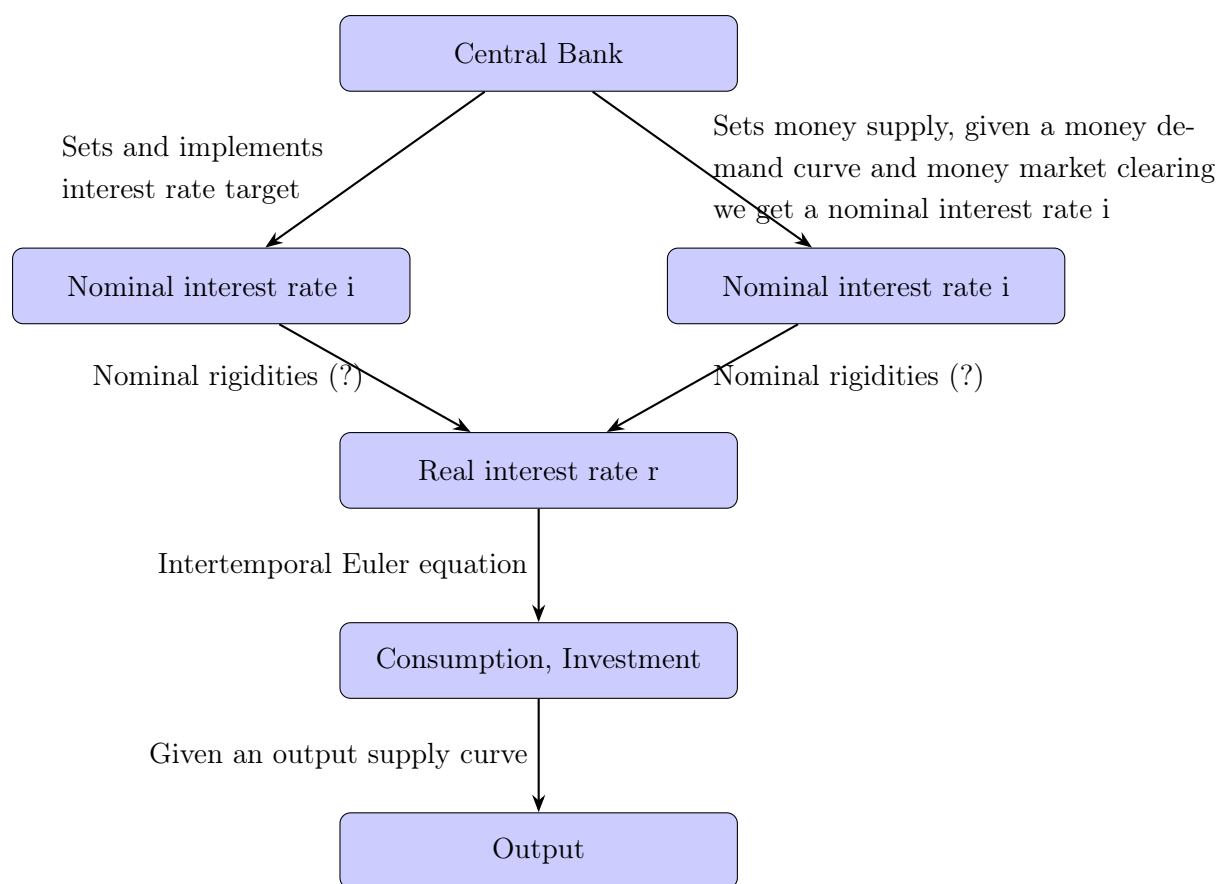 Central Bank
Sets and implements
interest rate target
Sets money supply, given a money de-
mand curve and money market clearing
we get a nominal interest rate i
Nominal interest rate i
Nominal interest rate i
Nominal rigidities (?)
Nominal rigidities (?)
Real interest rate r
Intertemporal Euler equation
Consumption, Investment
Given an output supply curve
Output